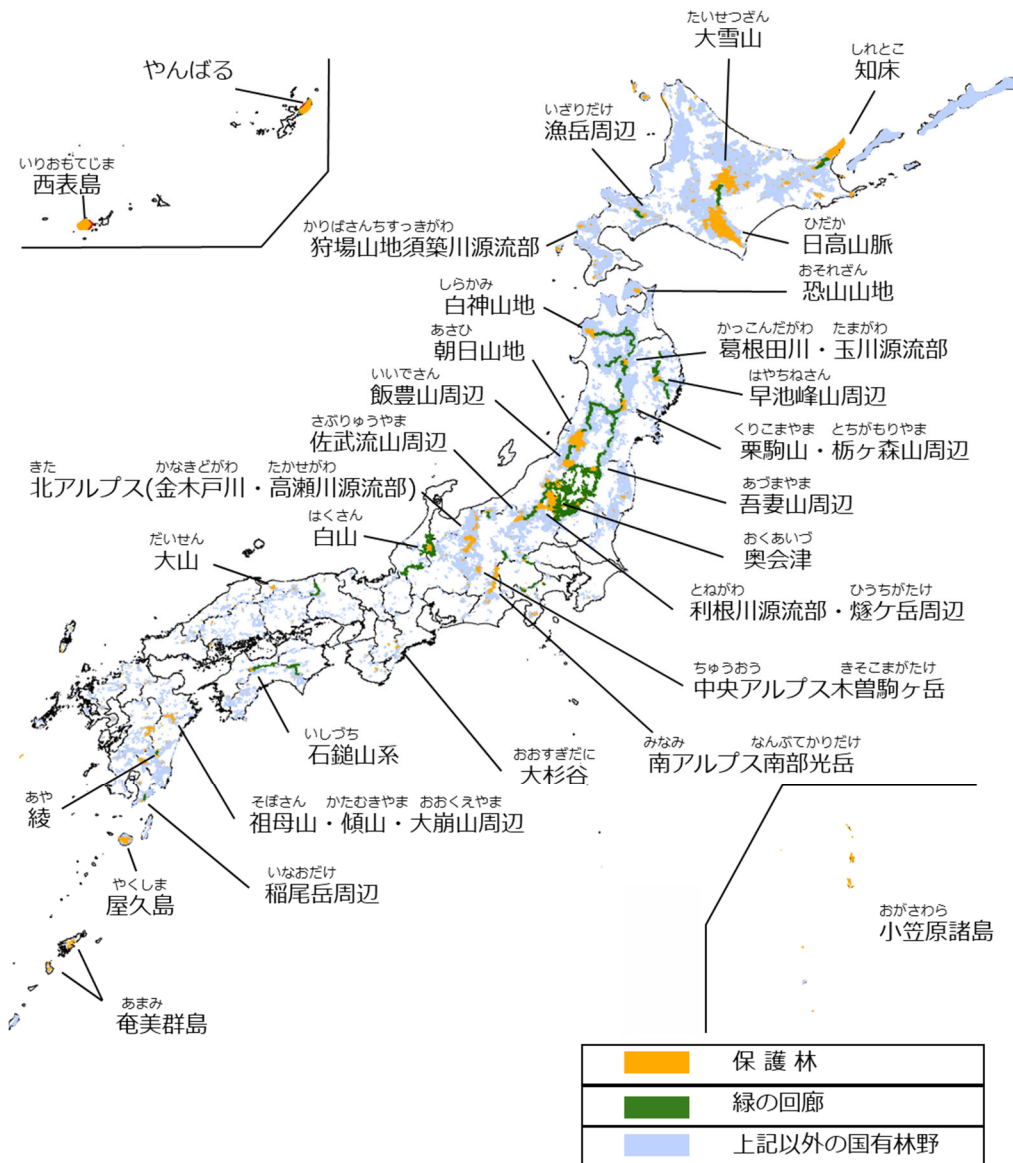 たいせつざん
大雪山
しれとこ
知床
やんばる
いざりだけ
漁岳周辺
いりおもてじま
西表島
かりばさんちすっきがわ
狩場山地須築川源流部
ひだか
日高山脈
おそれざん
恐山山地
しらかみ
白神山地
かっこんだがわ たまがわ
葛根田川・玉川源流部
あさひ
朝日山地
はやちねさん
早池峰山周辺
いいでさん
飯豊山周辺
くりこまやま とちがもりやま
栗駒山・栃ヶ森山周辺
さぶりゅうやま
佐武流山周辺
きた かなきどがわ たかせがわ
北アルプス(金木戸川・高瀬川源流部)
あづまやま
吾妻山周辺
はくさん
白山
おくあいづ
奥会津
だいせん
大山
とねがわ ひうちがたけ
利根川源流部・燧ケ岳周辺
ちゅうおう きそこまがたけ
中央アルプス木曽駒ヶ岳
みなみ なんぶてかりだけ
南アルプス南部光岳
いしづち
石鎚山系
おおすぎだに
大杉谷
あや
綾
そぼさん かたむきやま おおくえやま
祖母山・傾山・大崩山周辺
いなおだけ
稲尾岳周辺
やくしま
屋久島
おがさわら
小笠原諸島
あまみ
奄美群島
保 護 林
緑の回廊
上記以外の国有林野